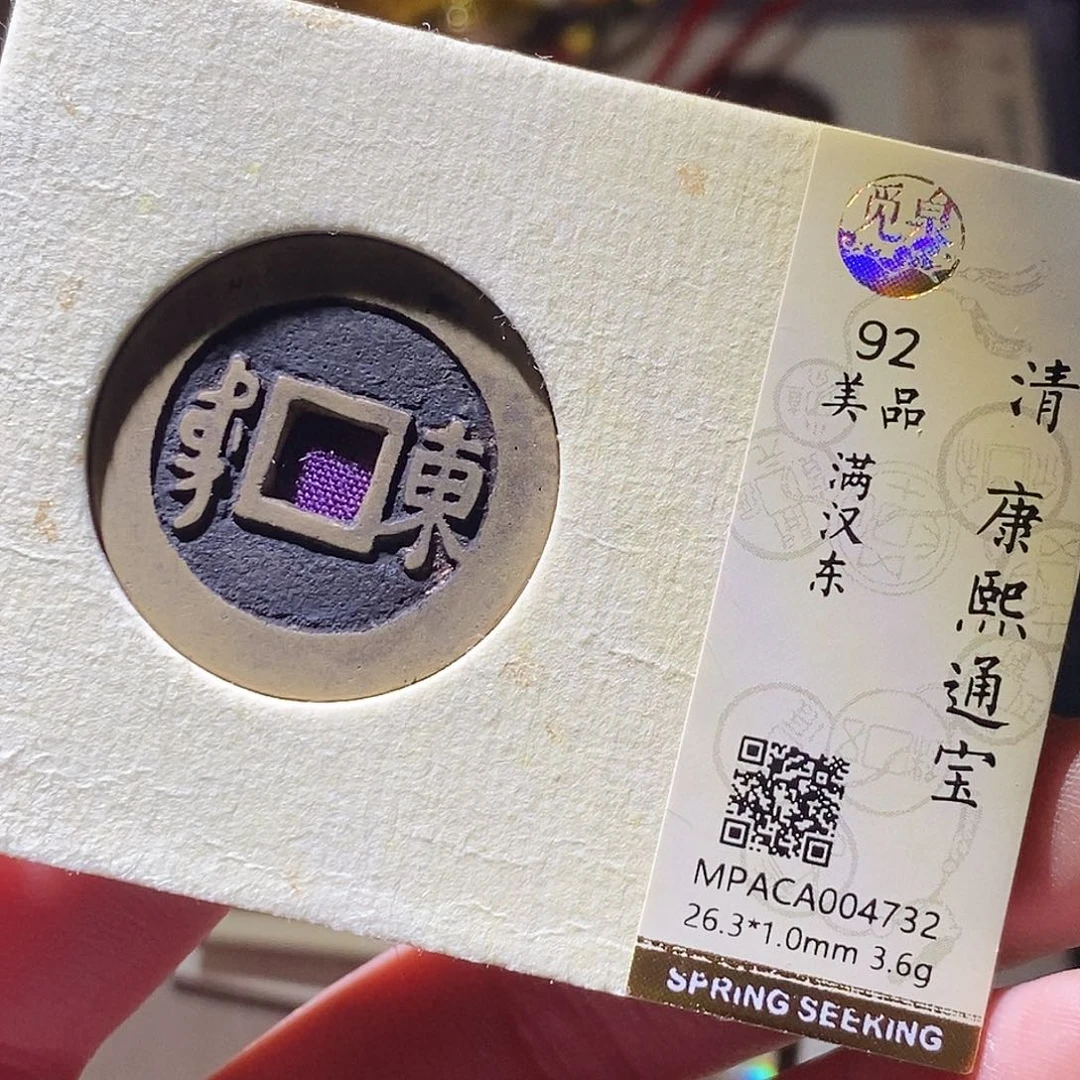 東
觅泉
92
美品
满汉东
清康熙通宝
MPACA004732
26.3*1.0mm 3.6g
SPRING SEEKING